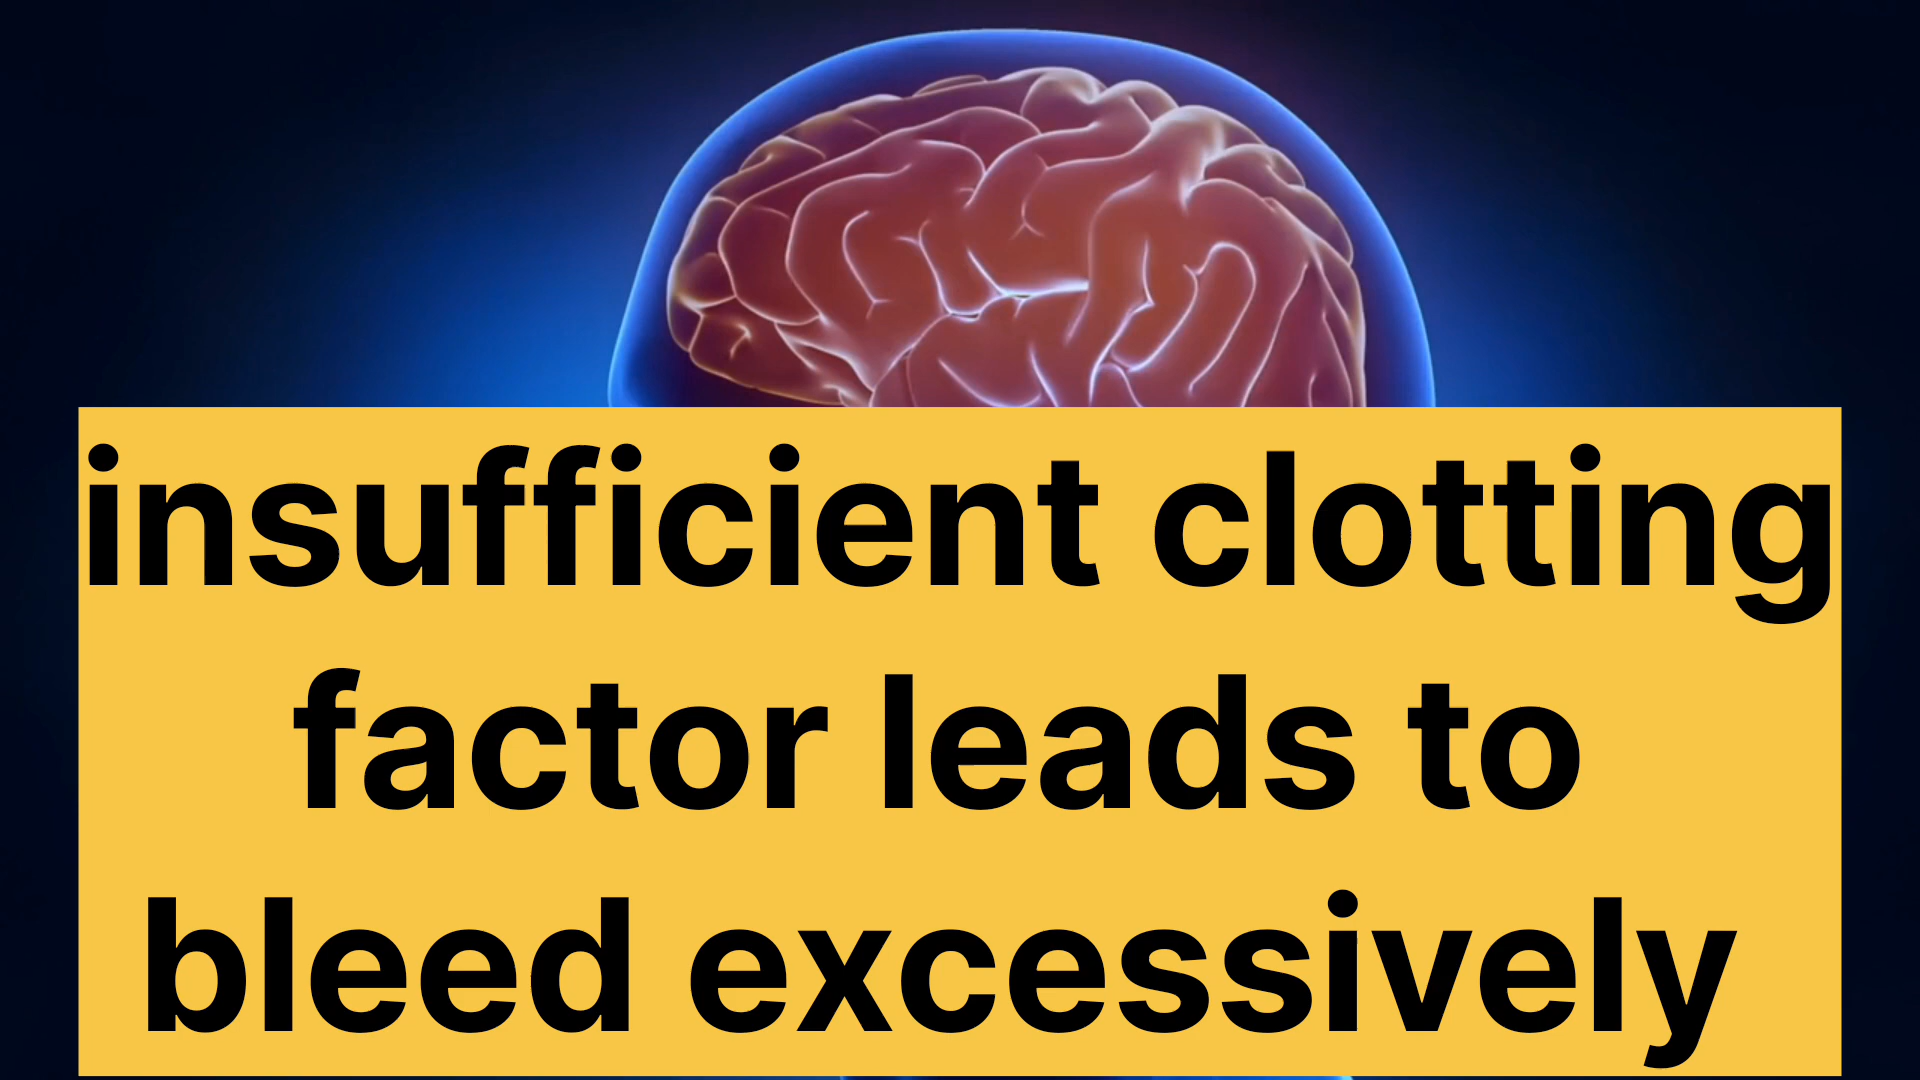 insufficient clotting
factor leads to
bleed excessively